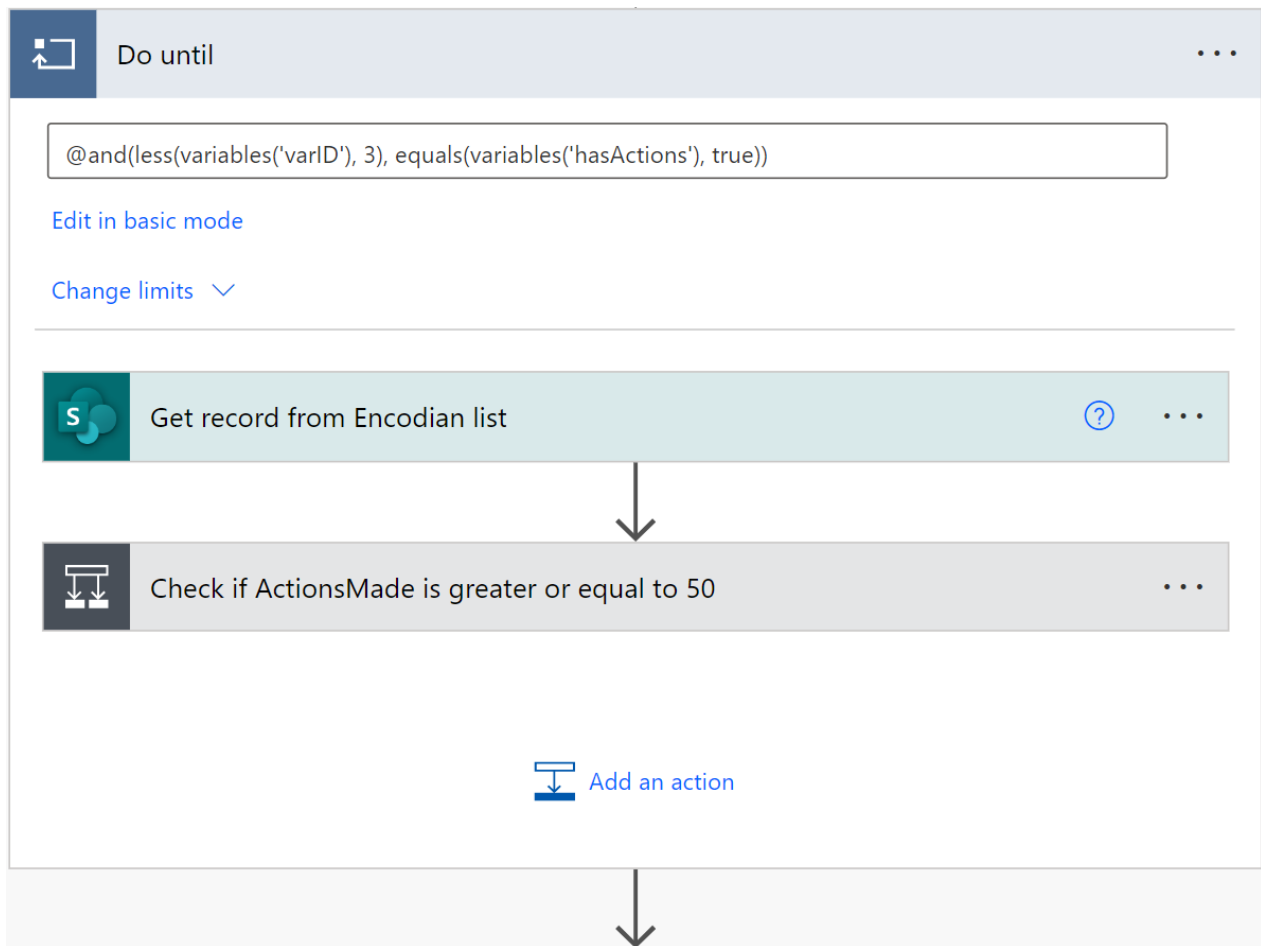 Do until
@and(less(variables('varID'), 3), equals(variables('hasActions'), true))
Edit in basic mode
Change limits
S
Get record from Encodian list
?
Check if ActionsMade is greater or equal to 50
Add an action